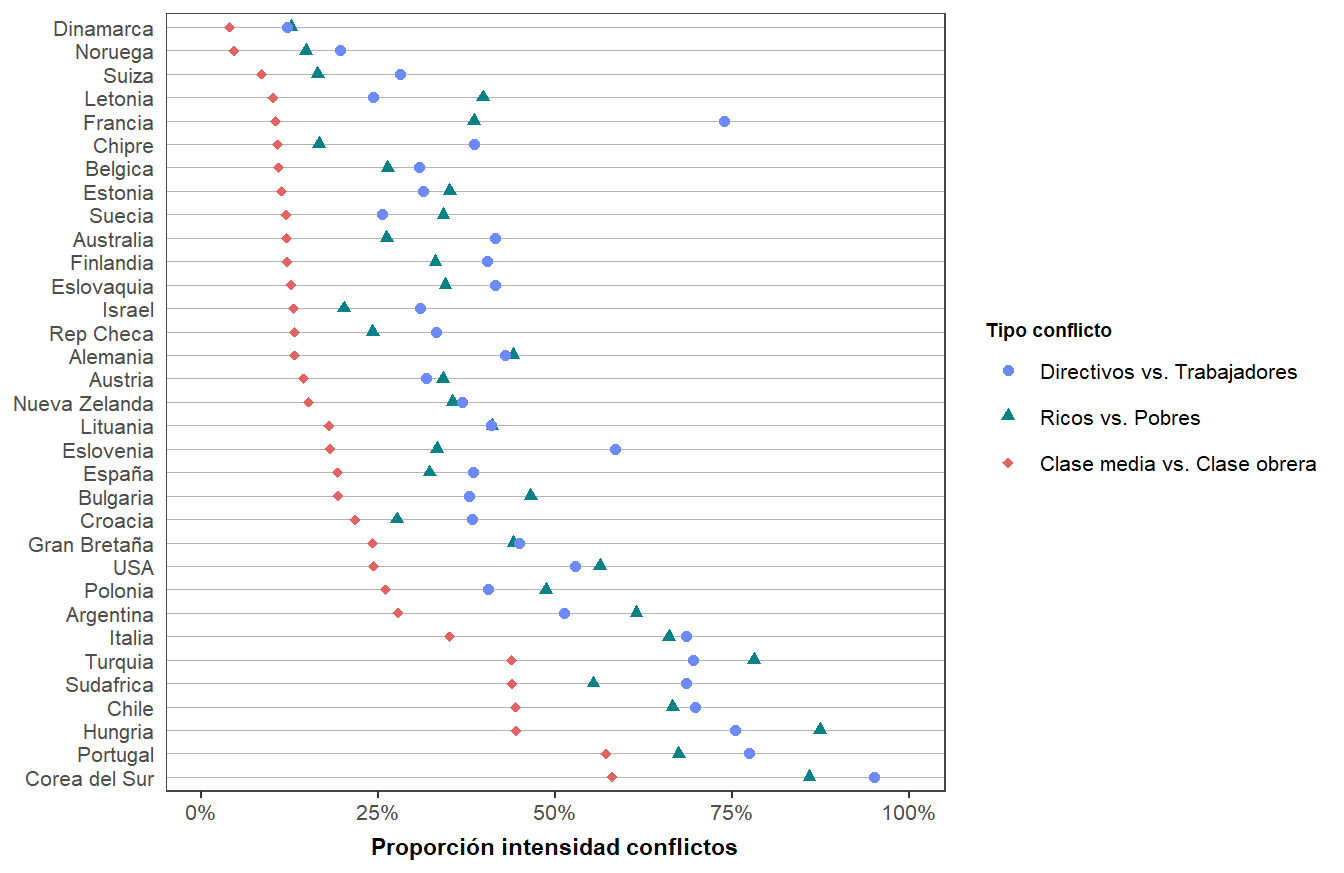 Dinamarca
Noruega
Suiza
Letonia
Francia
Chipre
Belgica
Estonia
Suecia
Australia
Finlandia
Eslovaquia
Israel
Rep Checa
Alemania
Austria
Nueva Zelanda
Lituania
Eslovenia
España
Bulgaria
Croacia
Gran Bretaña
USA
Polonia
Argentina
Italia
Turquia
Sudafrica
Chile
Hungria
Portugal
Corea del Sur
0% 25% 50% 75% 100%
Proporción intensidad conflictos
Tipo conflicto
Directivos vs. Trabajadores
Ricos vs. Pobres
Clase media vs. Clase obrera